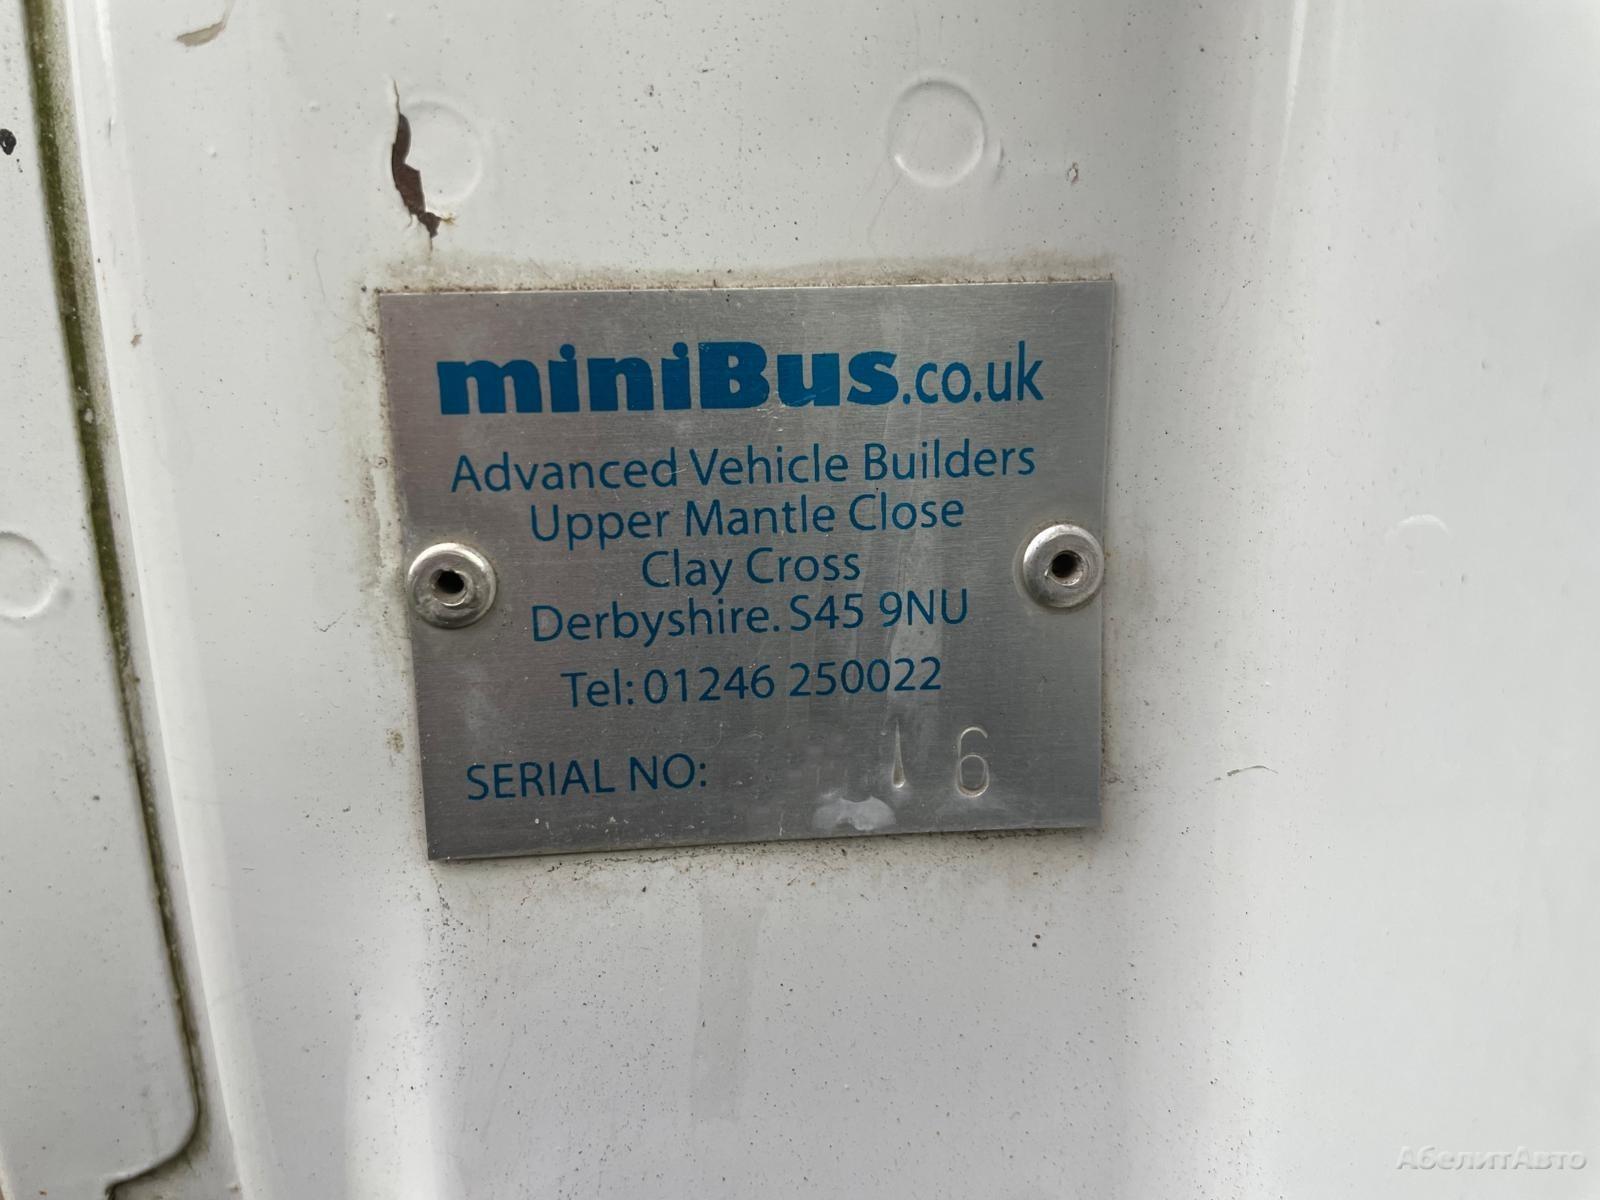 miniBus.co.uk
Advanced Vehicle Builders
Upper Mantle Close
Clay Cross
Derbyshire. S45 9NU
Tel: 01246 250022
SERIAL NO: 6
АбелитАвто